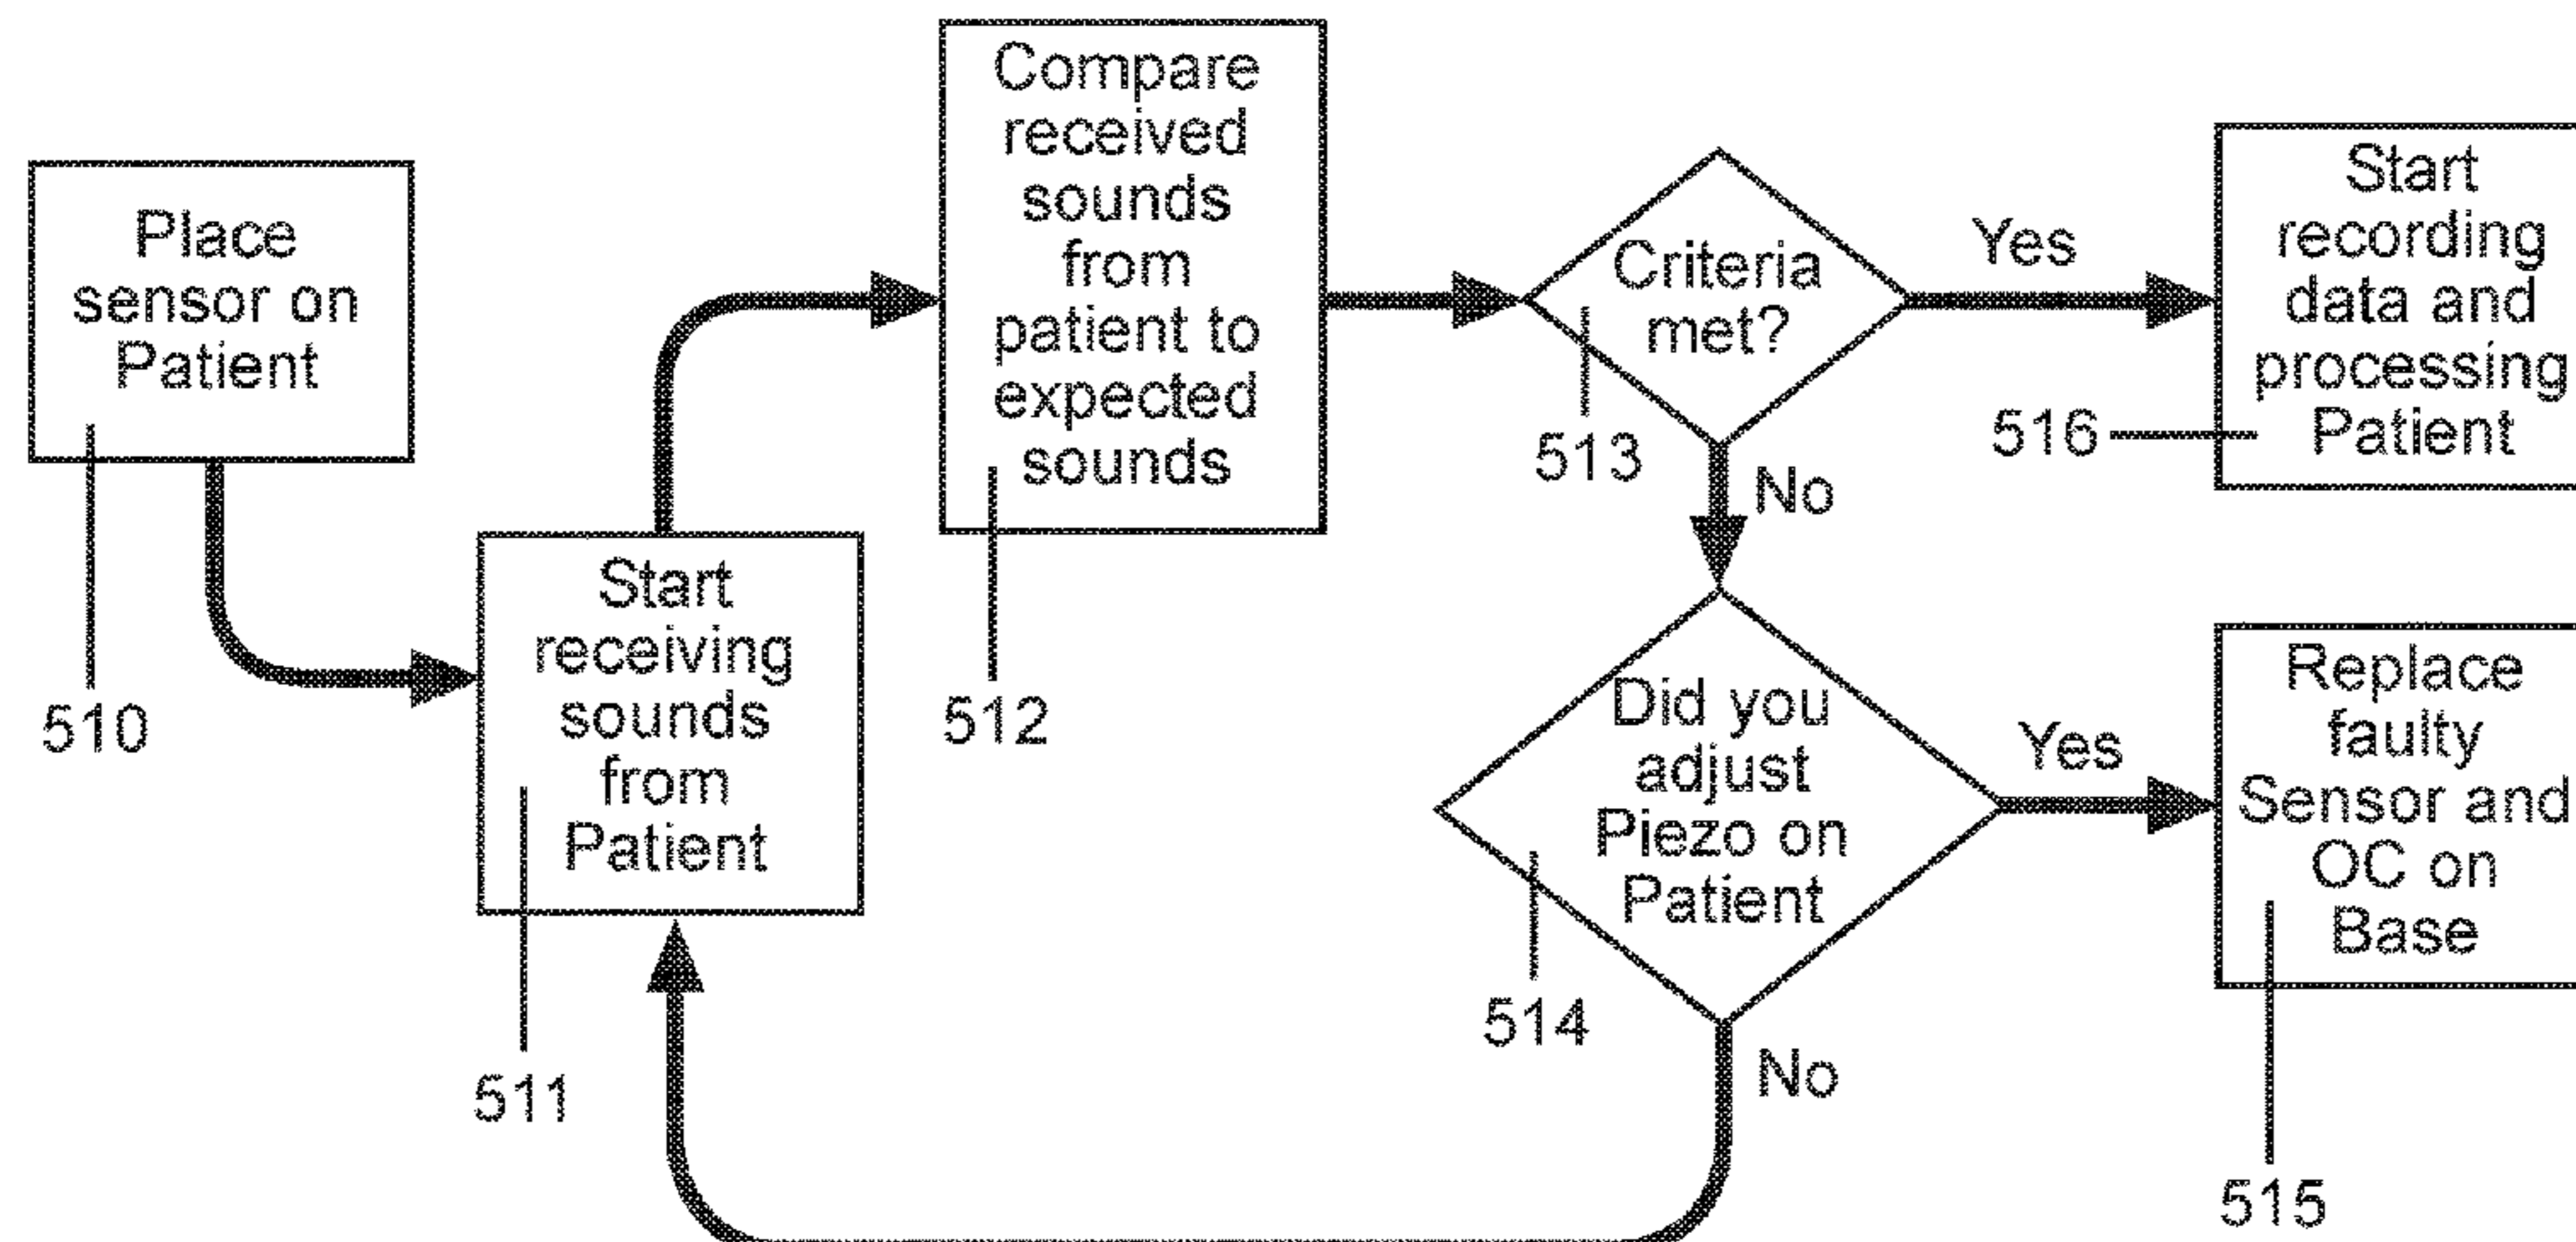 Place
sensor on
Patient
510
Start
receiving
sounds
from
Patient
511
Compare
received
sounds
from
patient to
expected
sounds
512
Criteria
met?
513
Yes
No
Start
recording
data and
processing
Patient
516
Did you
adjust
Piezo on
Patient
514
Yes
No
Replace
faulty
Sensor and
OC on
Base
515